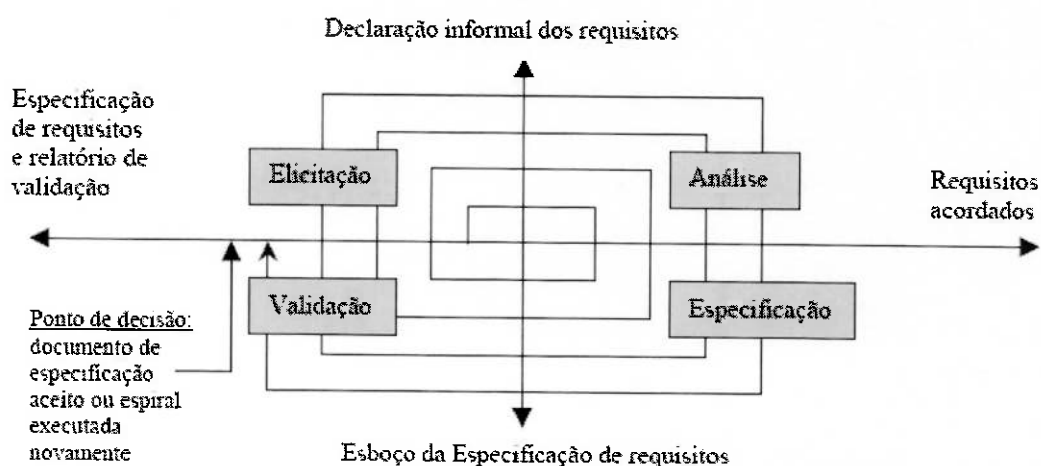 Declaração informal dos requisitos
Especificação
de requisitos
e relatório de
validação
Elicitação
Análise
Requisitos
acordados
Validação
Especificação
Ponto de decisão:
documento de
especificação
aceito ou espiral
executada
novamente
Esboço da Especificação de requisitos